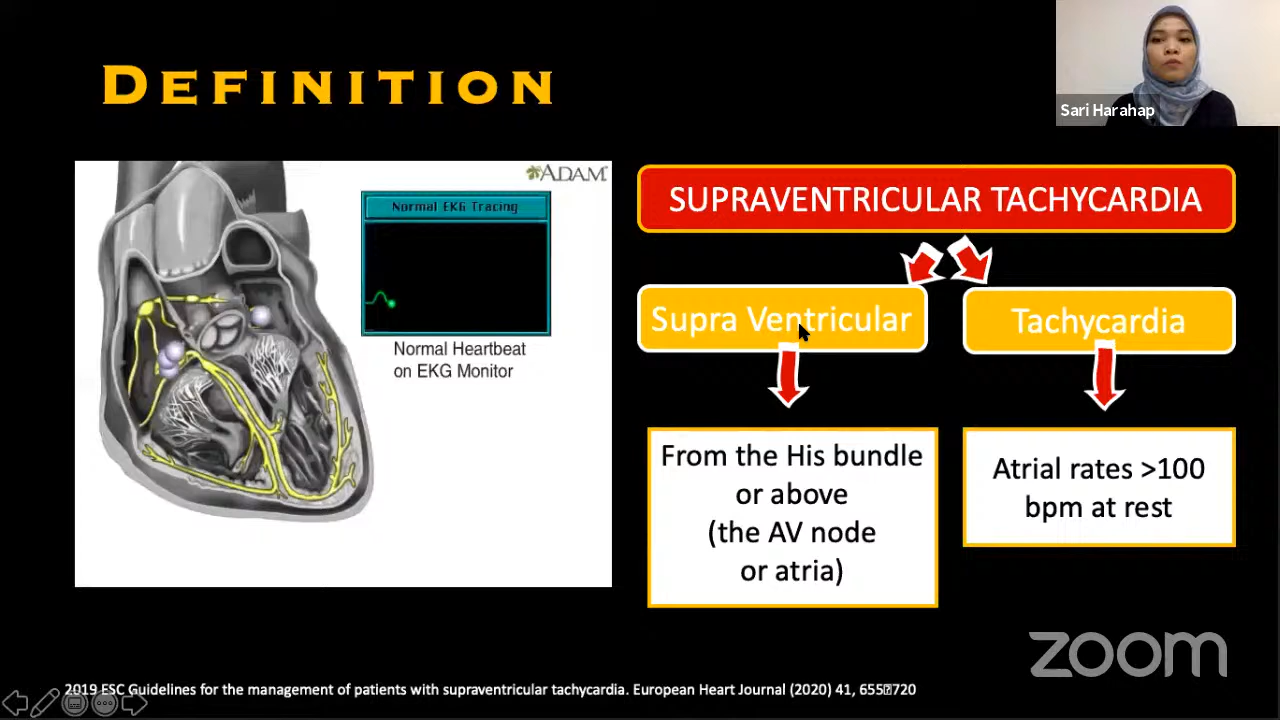 DEFINITION
Sari Harahap
ADAM
Normal EKG Tracing
Normal Heartbeat
on EKG Monitor
SUPRAVENTRICULAR TACHYCARDIA
Supra Ventricular
Tachycardia
From the His bundle
or above
(the AV node
or atria)
Atrial rates >100
bpm at rest
zoom
2019 ESC Guidelines for the management of patients with supraventricular tachycardia. European Heart Journal (2020) 41, 655􀀀720